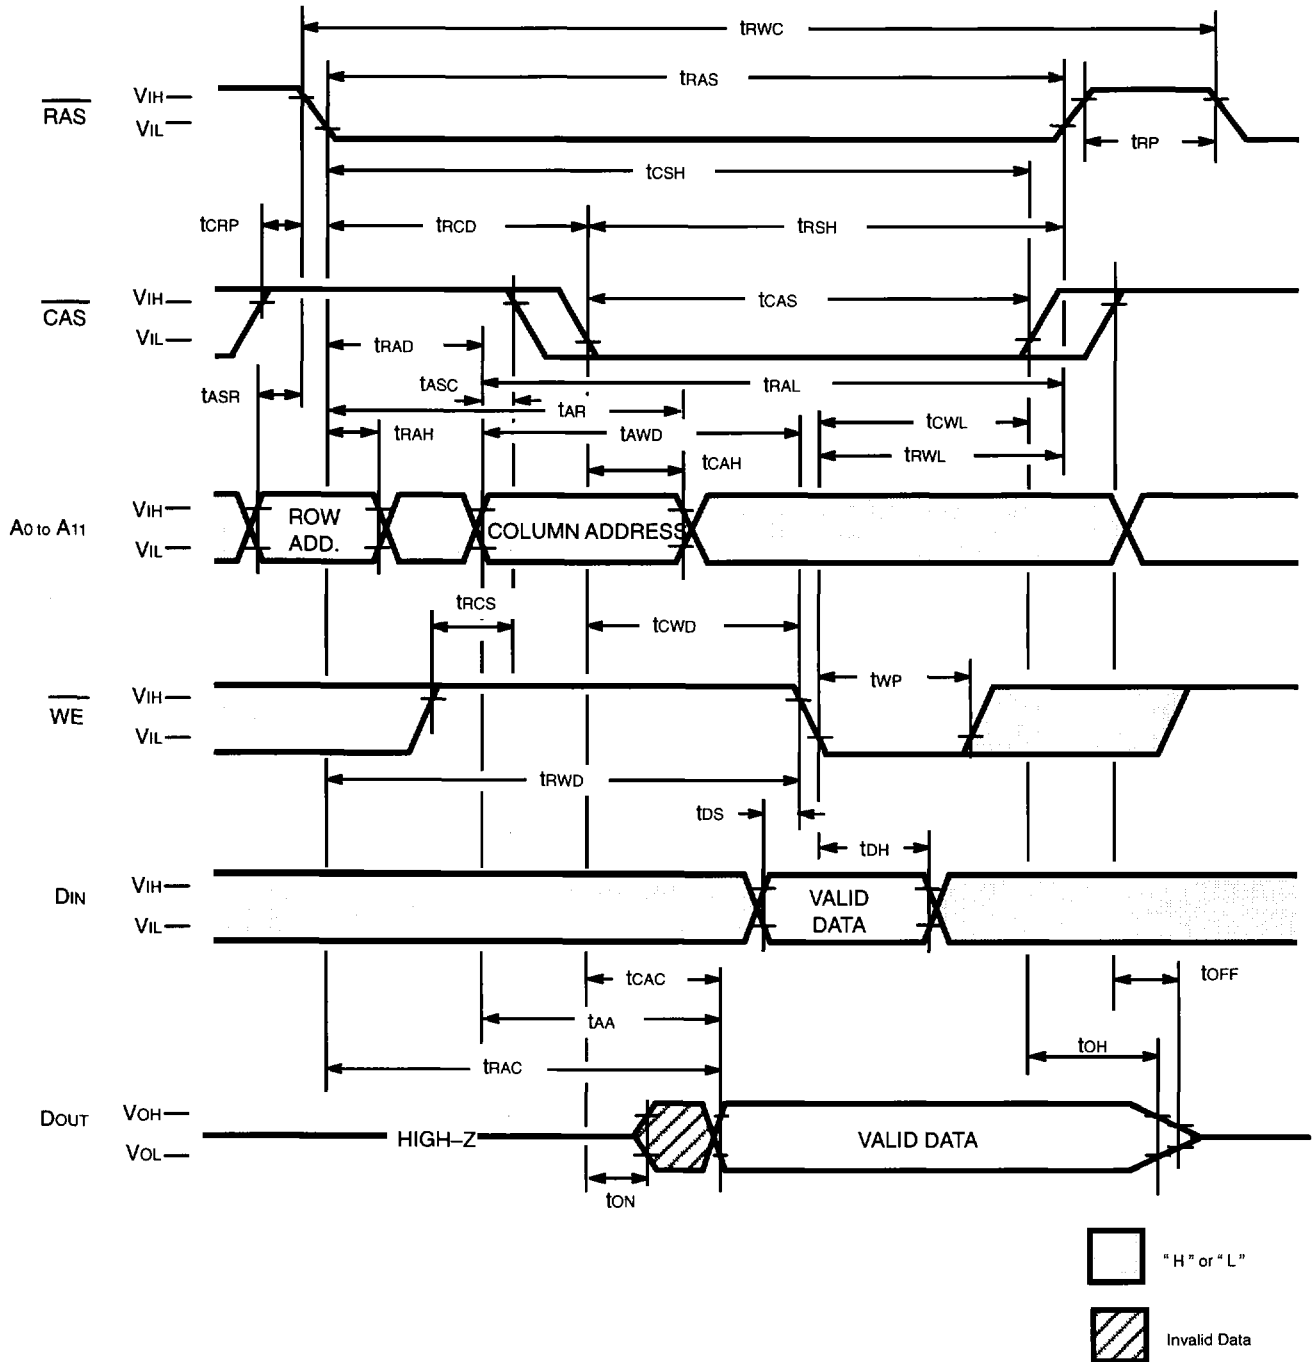 tRWC
tRAS
RAS
VIH
VIL
tRP
tCSH
tCRP
tRCD
tRSH
CAS
VIH
VIL
tCAS
tRAD
tASR
tASC
tRAL
tAR
tRAH
tAWD
tCWL
tCAH
tRWL
A0 to A11
VIH
VIL
ROW
ADD.
COLUMN ADDRESS
tRCS
tCWD
WE
VIH
VIL
tWP
tRWD
tDS
tDH
DIN
VIH
VIL
VALID
DATA
tCAC
tOFF
tAA
tOH
tRAC
DOUT
VOH
VOL
HIGH–Z
VALID DATA
tON
“ H ” or “ L ”
Invalid Data